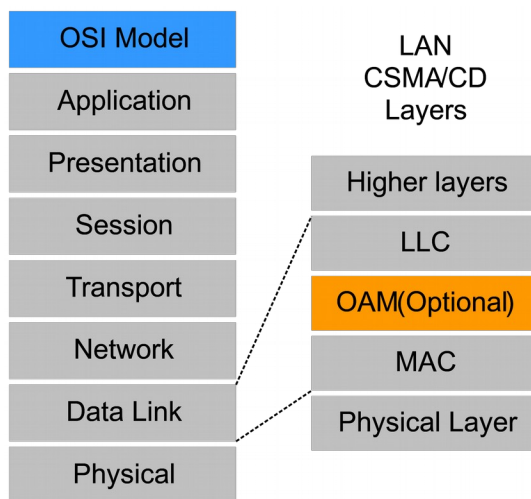 OSI Model
Application
Presentation
Session
Transport
Network
Data Link
Physical
LAN
CSMA/CD
Layers
Higher layers
LLC
OAM(Optional)
MAC
Physical Layer